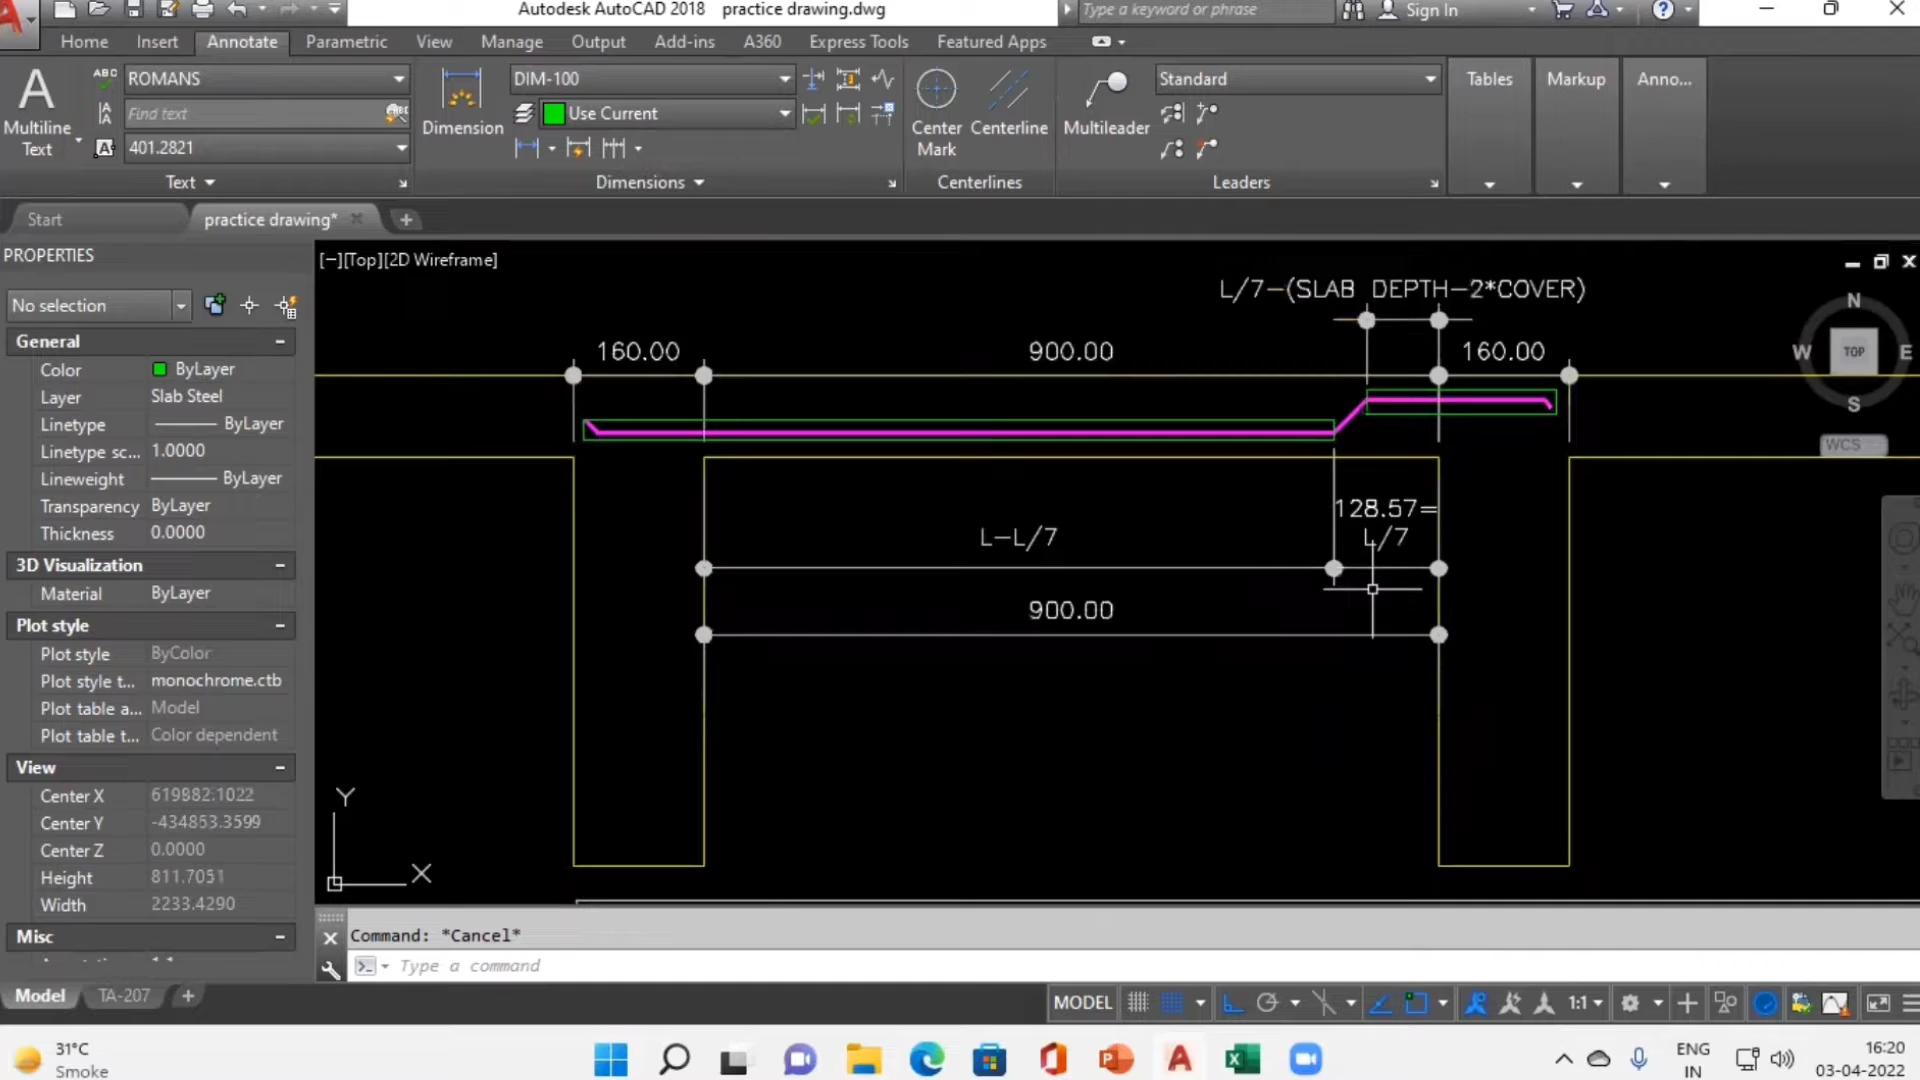 Autodesk AutoCAD 2018 practice drawing.dwg
Type a keyword or phrase
Sign In
Home Insert Annotate Parametric View Manage Output Add-ins A360 Express Tools Featured Apps
A
Multiline
Text
ABC
ROMANS
Find text
401.2821
Text
Dimension
DIM-100
Use Current
Dimensions
Center
Mark
Centerline
Centerlines
Multileader
Standard
Leaders
Tables
Markup
Anno...
Start
practice drawing*
PROPERTIES
No selection
General
Color ByLayer
Layer Slab Steel
Linetype ByLayer
Linetype sc... 1.0000
Lineweight ByLayer
Transparency ByLayer
Thickness 0.0000
3D Visualization
Material ByLayer
Plot style
Plot style ByColor
Plot style t... monochrome.ctb
Plot table a... Model
Plot table t... Color dependent
View
Center X 619882.1022
Center Y -434853.3599
Center Z 0.0000
Height 811.7051
Width 2233.4290
Misc
[−][Top][2D Wireframe]
L/7-(SLAB DEPTH-2*COVER)
160.00
900.00
160.00
L-L/7
128.57=
L/7
900.00
N
W TOP E
S
WCS
Y
X
Command: *Cancel*
Type a command
Model
TA-207
MODEL
1:1
31°C
Smoke
ENG
IN
16:20
03-04-2022